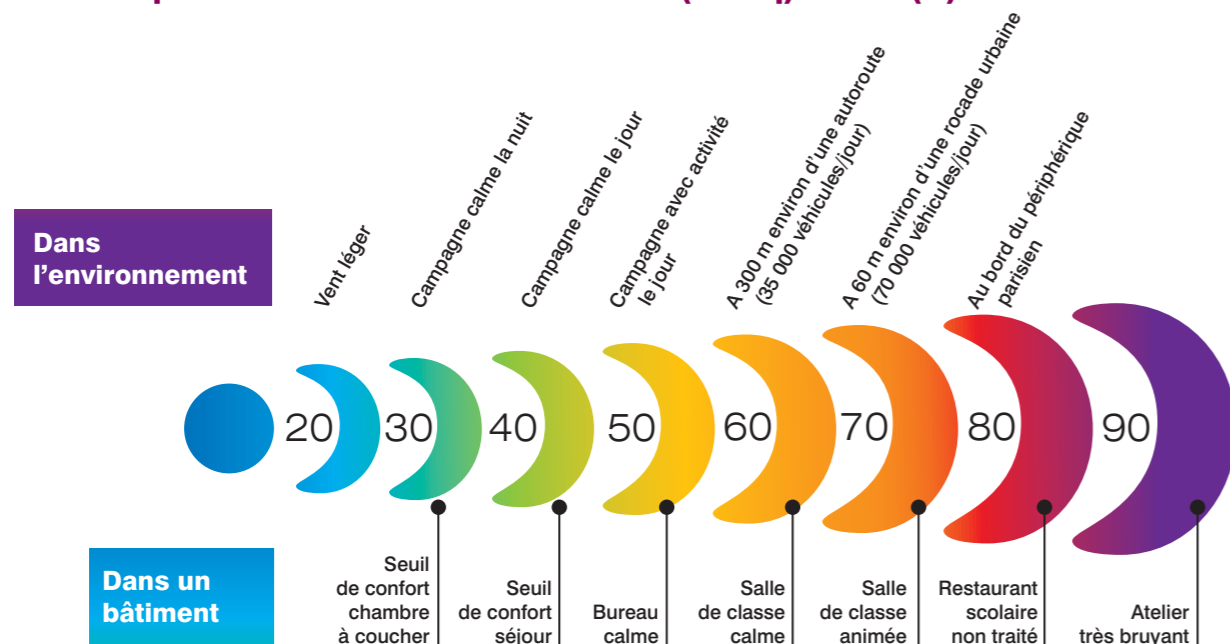 Dans
l'environnement
Vent léger
Campagne calme la nuit
Campagne calme le jour
Campagne avec activité
le jour
A 300 m environ d'une autoroute
(35 000 véhicules/jour)
A 60 m environ d'une rocade urbaine
(70 000 véhicules/jour)
Au bord du périphérique
parisien
20
30
40
50
60
70
80
90
Dans un
bâtiment
Seuil
de confort
chambre
à coucher
Seuil
de confort
séjour
Bureau
calme
Salle
de classe
calme
Salle
de classe
animée
Restaurant
scolaire
non traité
Atelier
très bruyant